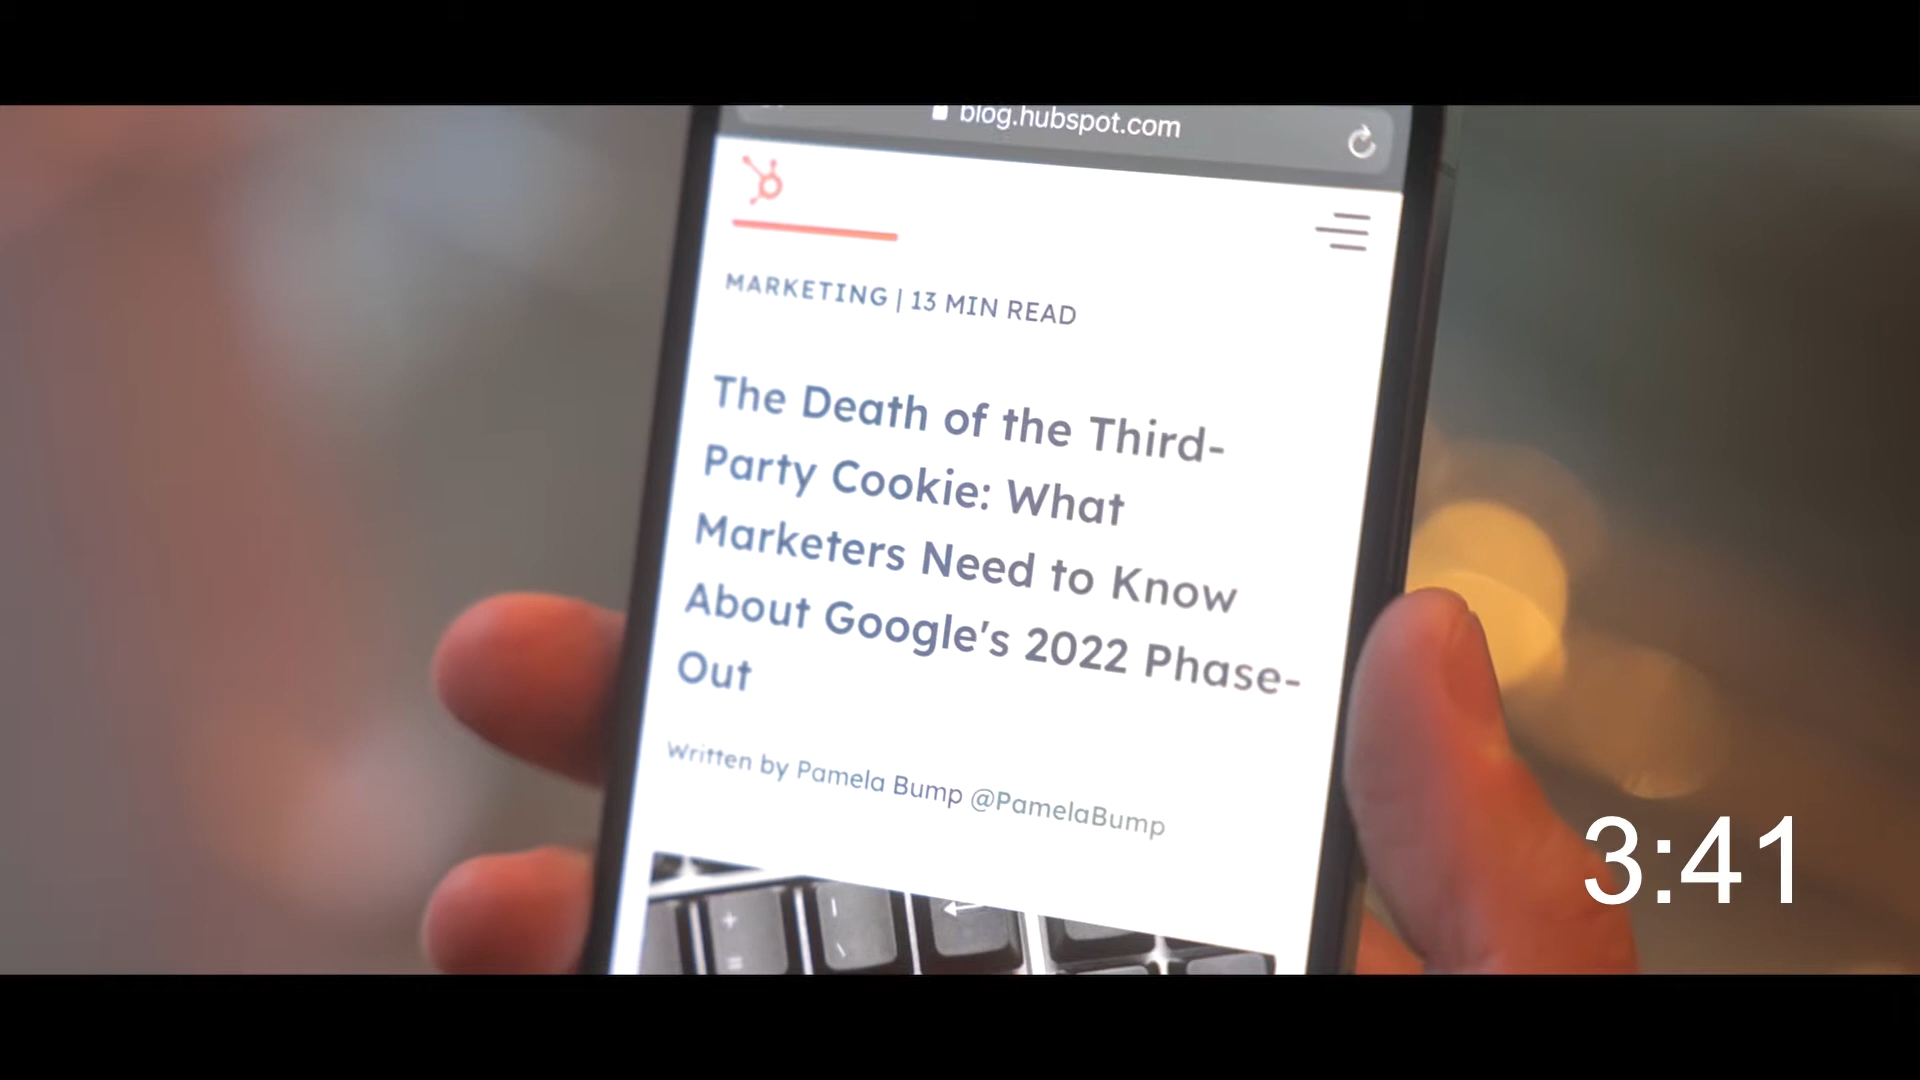 blog.hubspot.com
MARKETING | 13 MIN READ
The Death of the Third-
Party Cookie: What
Marketers Need to Know
About Google's 2022 Phase-
Out
Written by Pamela Bump @PamelaBump
3:41